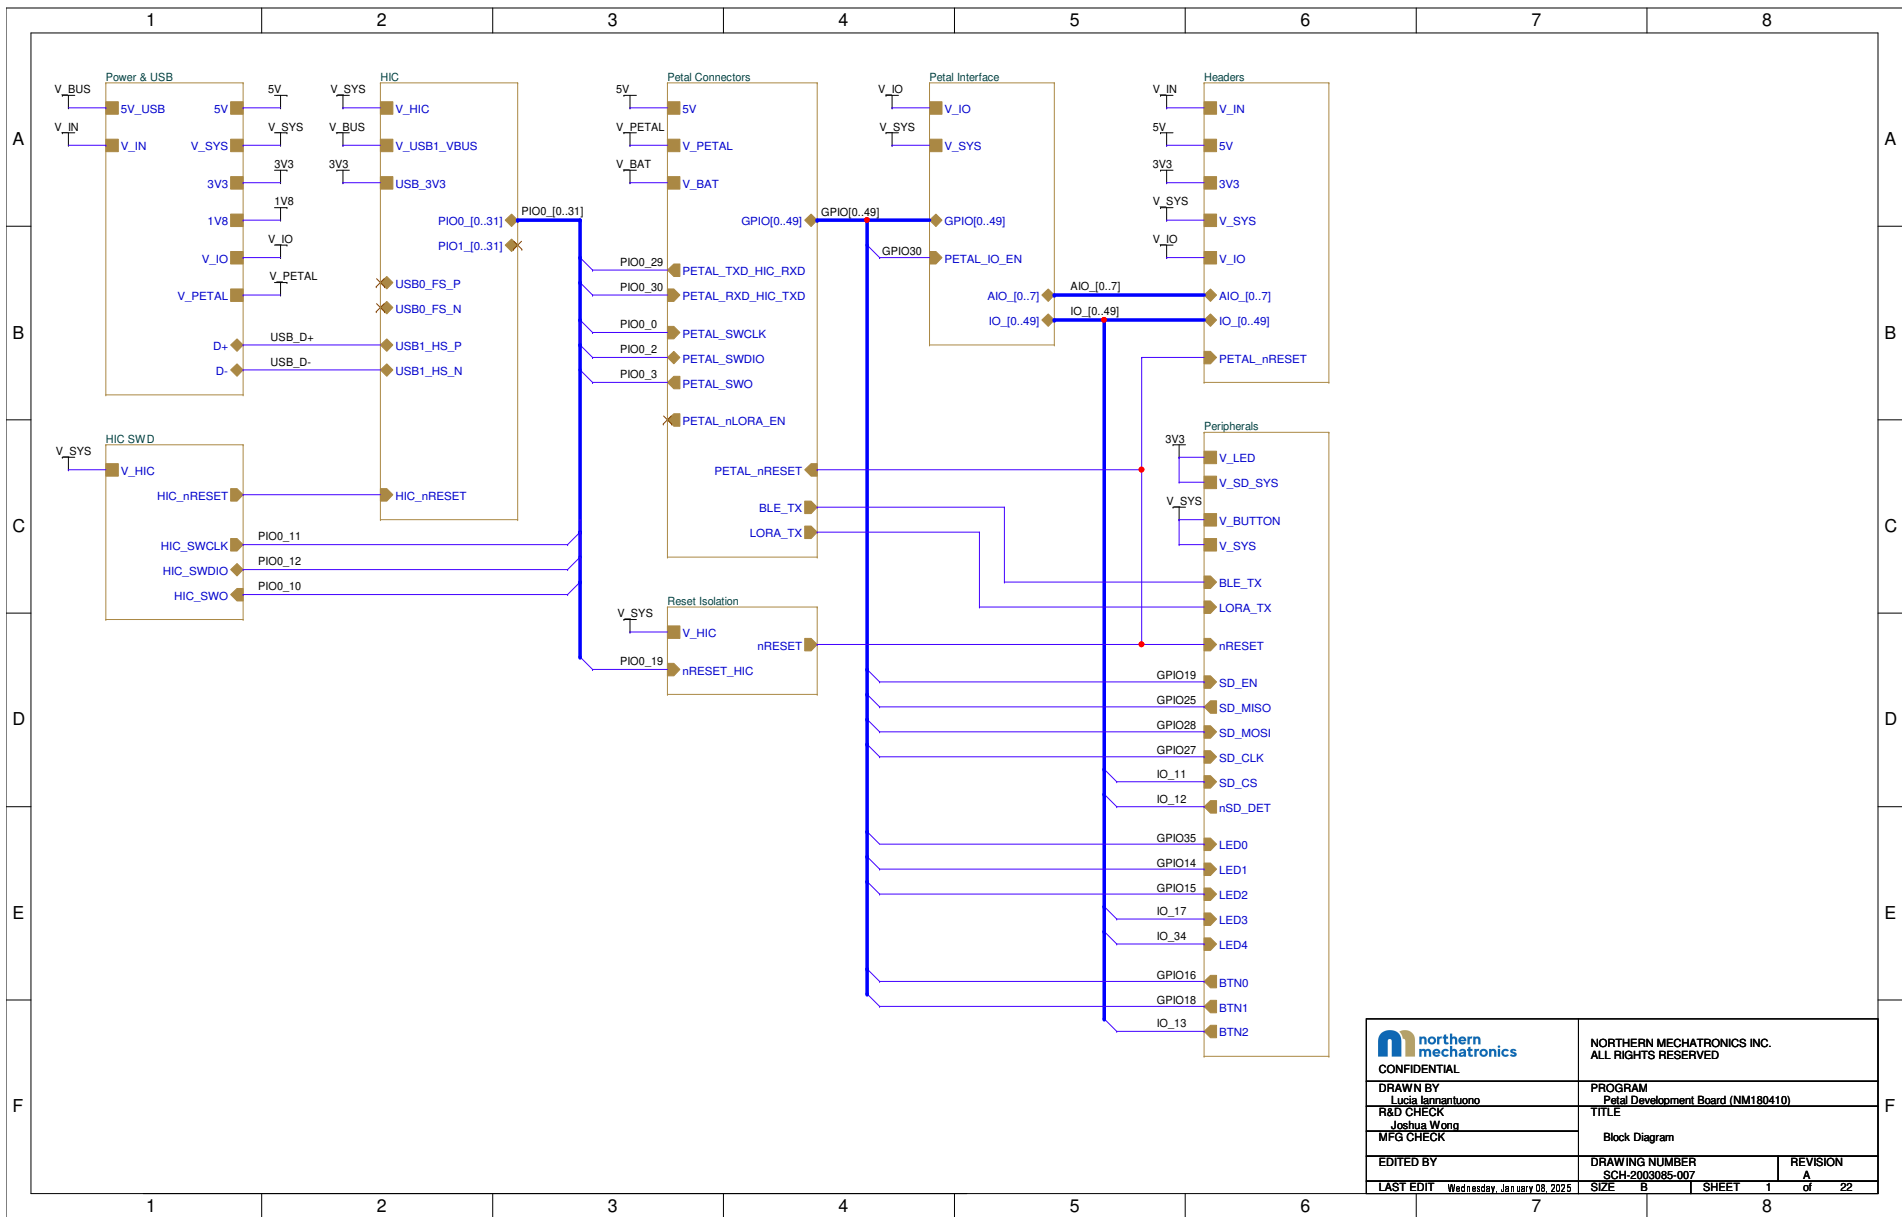 1 2 3 4 5 6 7 8
A
B
C
D
E
F
Power & USB
V_BUS
5V_USB
V_IN
V_IN
5V
5V
V_SYS
V_SYS
3V3
3V3
1V8
1V8
V_IO
V_IO
V_PETAL
V_PETAL
D+
USB_D+
D-
USB_D-
HIC
V_SYS
V_HIC
V_BUS
V_USB1_VBUS
3V3
USB_3V3
PIO0_[0..31]
PIO0_[0..31]
PIO1_[0..31]
USB0_FS_P
USB0_FS_N
USB1_HS_P
USB1_HS_N
HIC_nRESET
HIC SWD
V_SYS
V_HIC
HIC_nRESET
HIC_SWCLK
PIO0_11
HIC_SWDIO
PIO0_12
HIC_SWO
PIO0_10
Petal Connectors
5V
5V
V_PETAL
V_PETAL
V_BAT
V_BAT
GPIO[0..49]
GPIO[0..49]
PIO0_29
PETAL_TXD_HIC_RXD
PIO0_30
PETAL_RXD_HIC_TXD
PIO0_0
PETAL_SWCLK
PIO0_2
PETAL_SWDIO
PIO0_3
PETAL_SWO
PETAL_nLORA_EN
PETAL_nRESET
BLE_TX
LORA_TX
Reset Isolation
V_SYS
V_HIC
nRESET
PIO0_19
nRESET_HIC
Petal Interface
V_IO
V_IO
V_SYS
V_SYS
GPIO[0..49]
GPIO30
PETAL_IO_EN
AIO_[0..7]
AIO_[0..7]
IO_[0..49]
IO_[0..49]
Headers
V_IN
V_IN
5V
5V
3V3
3V3
V_SYS
V_SYS
V_IO
V_IO
AIO_[0..7]
IO_[0..49]
PETAL_nRESET
Peripherals
3V3
V_LED
V_SD_SYS
V_SYS
V_BUTTON
V_SYS
BLE_TX
LORA_TX
nRESET
GPIO19
SD_EN
GPIO25
SD_MISO
GPIO28
SD_MOSI
GPIO27
SD_CLK
IO_11
SD_CS
IO_12
nSD_DET
GPIO35
LED0
GPIO14
LED1
GPIO15
LED2
IO_17
LED3
IO_34
LED4
GPIO16
BTN0
GPIO18
BTN1
IO_13
BTN2
northern
mechatronics
CONFIDENTIAL
NORTHERN MECHATRONICS INC.
ALL RIGHTS RESERVED
DRAWN BY
Lucia Iannantuono
PROGRAM
Petal Development Board (NM180410)
R&D CHECK
Joshua Wong
TITLE
Block Diagram
MFG CHECK
EDITED BY
DRAWING NUMBER
SCH-2003085-007
REVISION
A
LAST EDIT Wednesday, January 08, 2025
SIZE B
SHEET 1 of 22
A
B
C
D
E
F
1 2 3 4 5 6 7 8